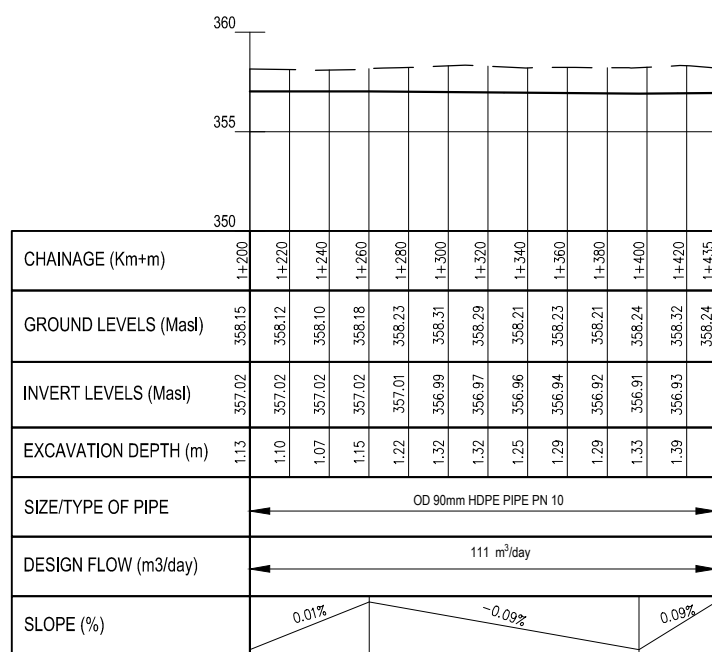 360
355
350
CHAINAGE (Km+m) 1+200 1+220 1+240 1+260 1+280 1+300 1+320 1+340 1+360 1+380 1+400 1+420 1+435
GROUND LEVELS (Masl) 358.15 358.12 358.10 358.18 358.23 358.31 358.29 358.21 358.23 358.21 358.24 358.32 358.24
INVERT LEVELS (Masl) 357.02 357.02 357.02 357.02 357.01 356.99 356.97 356.96 356.94 356.92 356.91 356.93
EXCAVATION DEPTH (m) 1.13 1.10 1.07 1.15 1.22 1.32 1.32 1.25 1.29 1.29 1.33 1.39
SIZE/TYPE OF PIPE OD 90mm HDPE PIPE PN 10
DESIGN FLOW (m3/day) 111 m³/day
SLOPE (%) 0.01% -0.09% 0.09%